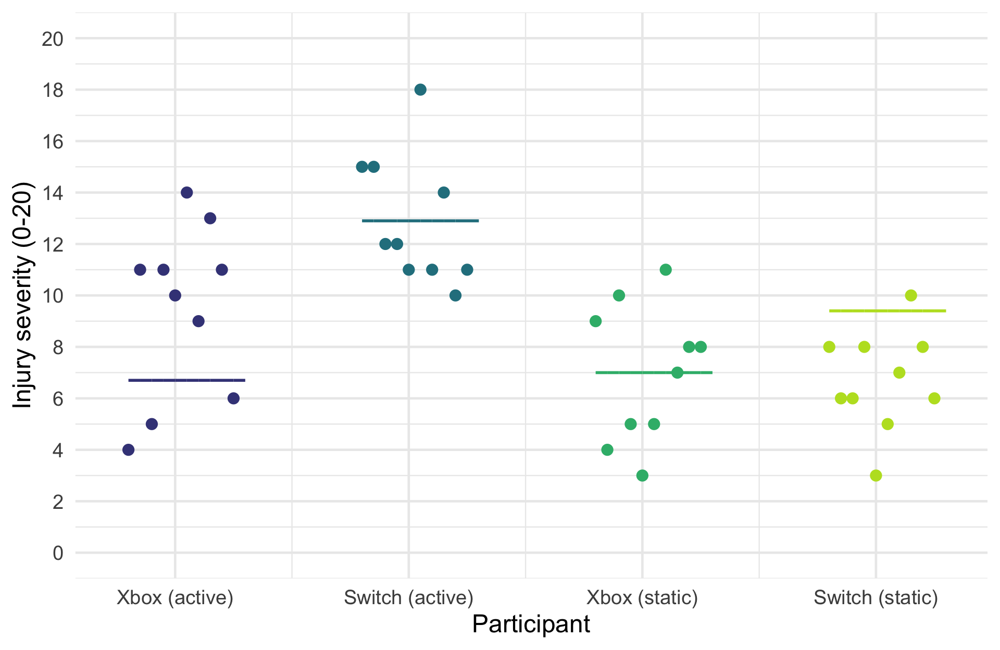 Injury severity (0-20)
20
18
16
14
12
10
8
6
4
2
0
Xbox (active)
Switch (active)
Xbox (static)
Switch (static)
Participant